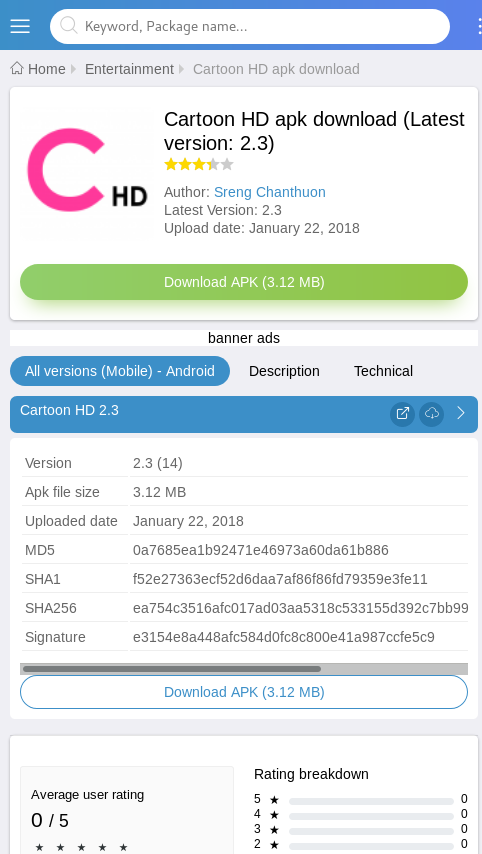 Keyword, Package name...
Home Entertainment Cartoon HD apk download
C HD
Cartoon HD apk download (Latest
version: 2.3)
Author: Sreng Chanthuon
Latest Version: 2.3
Upload date: January 22, 2018
Download APK (3.12 MB)
banner ads
All versions (Mobile) - Android Description Technical
Cartoon HD 2.3
Version 2.3 (14)
Apk file size 3.12 MB
Uploaded date January 22, 2018
MD5 0a7685ea1b92471e46973a60da61b886
SHA1 f52e27363ecf52d6daa7af86f86fd79359e3fe11
SHA256 ea754c3516afc017ad03aa5318c533155d392c7bb99
Signature e3154e8a448afc584d0fc8c800e41a987ccfe5c9
Download APK (3.12 MB)
Rating breakdown
Average user rating
0 / 5
5 ★ 0
4 ★ 0
3 ★ 0
2 ★ 0
★ ★ ★ ★ ★